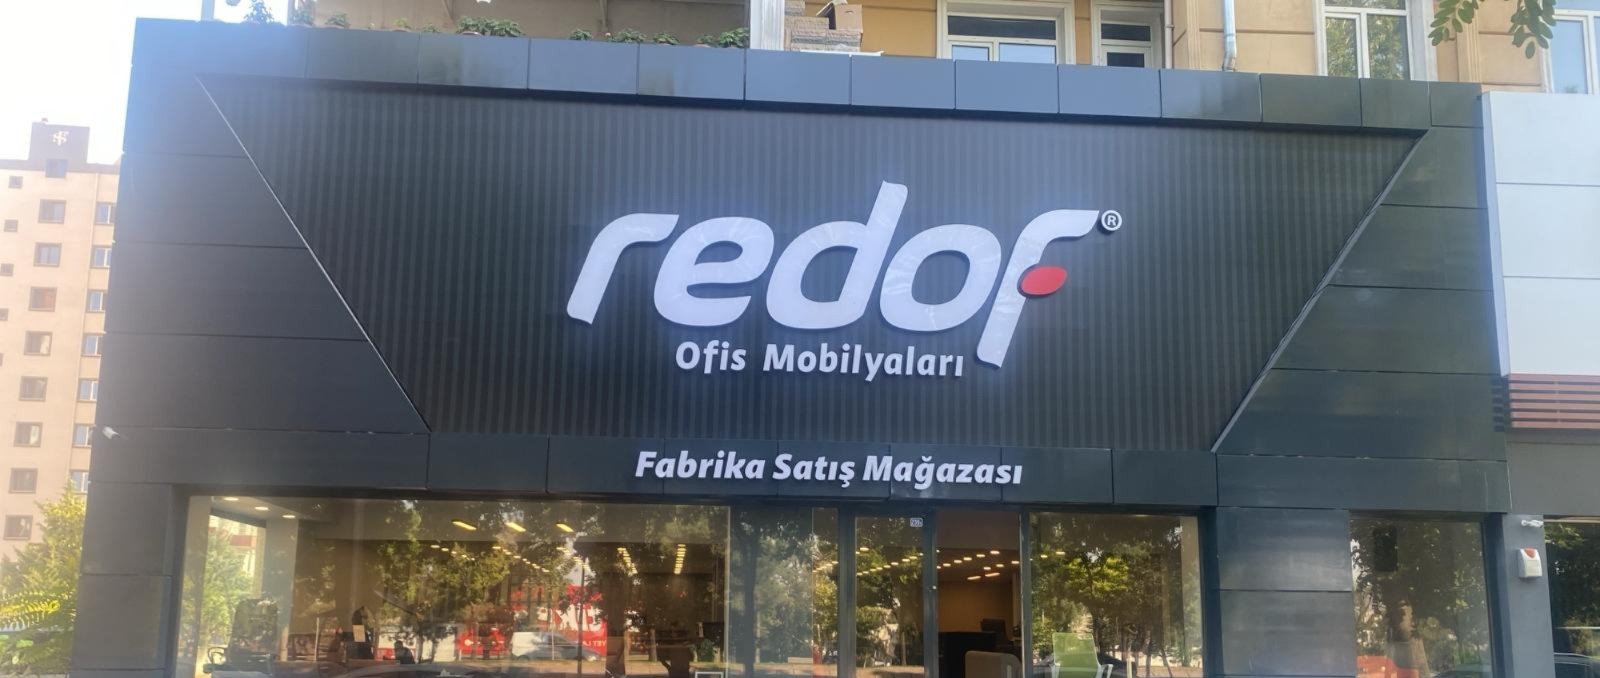 redof®
Ofis Mobilyaları
Fabrika Satış Mağazası